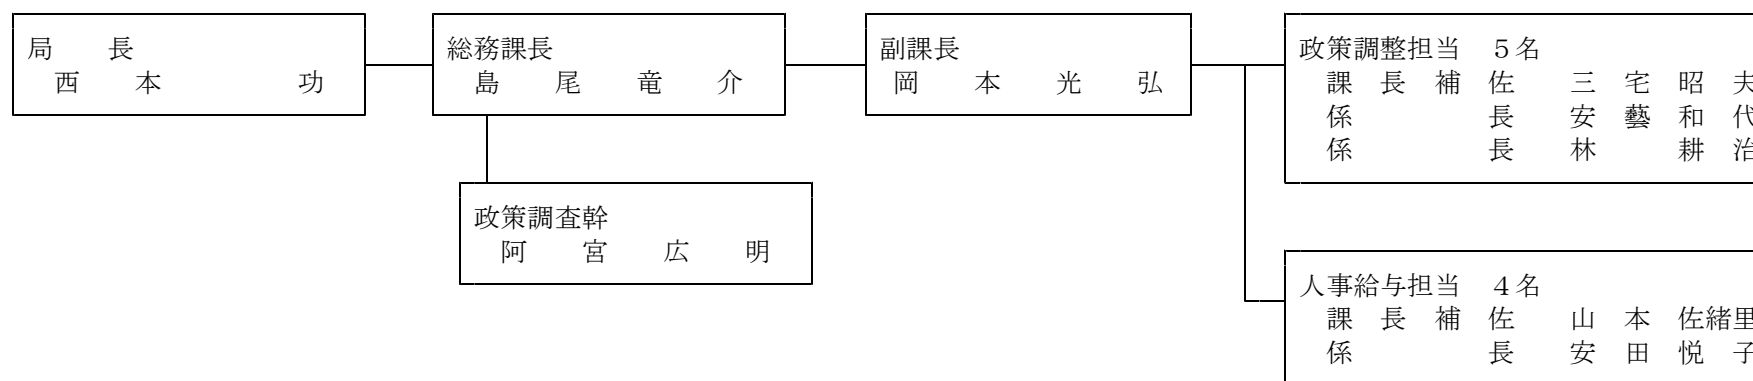 局　　長
西　　本　　　　　功
総務課長
島　　尾　　竜　　介
副課長
岡　　本　　光　　弘
政策調査幹
阿　　宮　　広　　明
政策調整担当　５名
課　長　補　佐　　三　宅　昭　夫
係　　　　　長　　安　藝　和　代
係　　　　　長　　林　　　耕　治
人事給与担当　４名
課　長　補　佐　　山　本　佐緒里
係　　　　　長　　安　田　悦　子